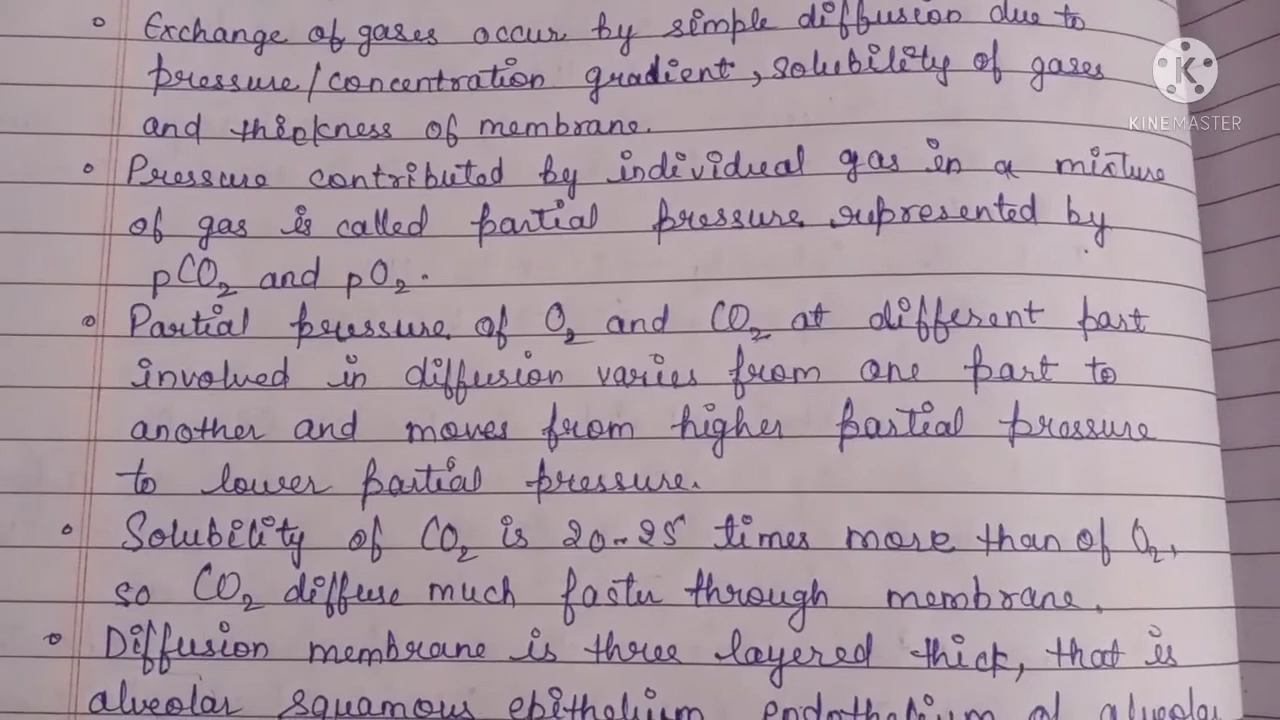 Exchange of gases occur by simple diffusion due to
pressure/concentration gradient, solubility of gases
and thickness of membrane.
Pressure contributed by individual gas in a mixture
of gas is called partial pressure represented by
pCO₂ and pO₂.
Partial pressure of O₂ and CO₂ at different part
involved in diffusion varies from one part to
another and moves from higher partial pressure
to lower partial pressure.
Solubility of CO₂ is 20-25 times more than of O₂,
so CO₂ diffuse much faster through membrane.
Diffusion membrane is three layered thick, that is
alveolar squamous epithelium, endothelium of alveolar
K
KINEMASTER